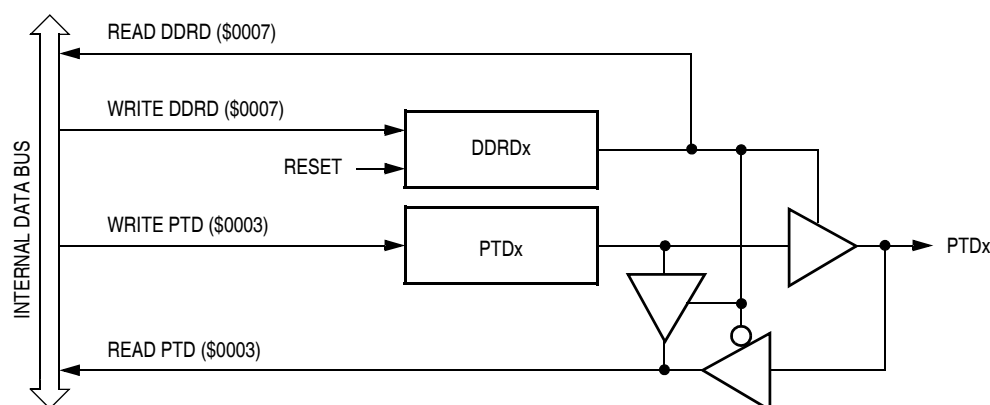 READ DDRD ($0007)
WRITE DDRD ($0007)
DDRDx
RESET
WRITE PTD ($0003)
PTDx
PTDx
READ PTD ($0003)
INTERNAL DATA BUS